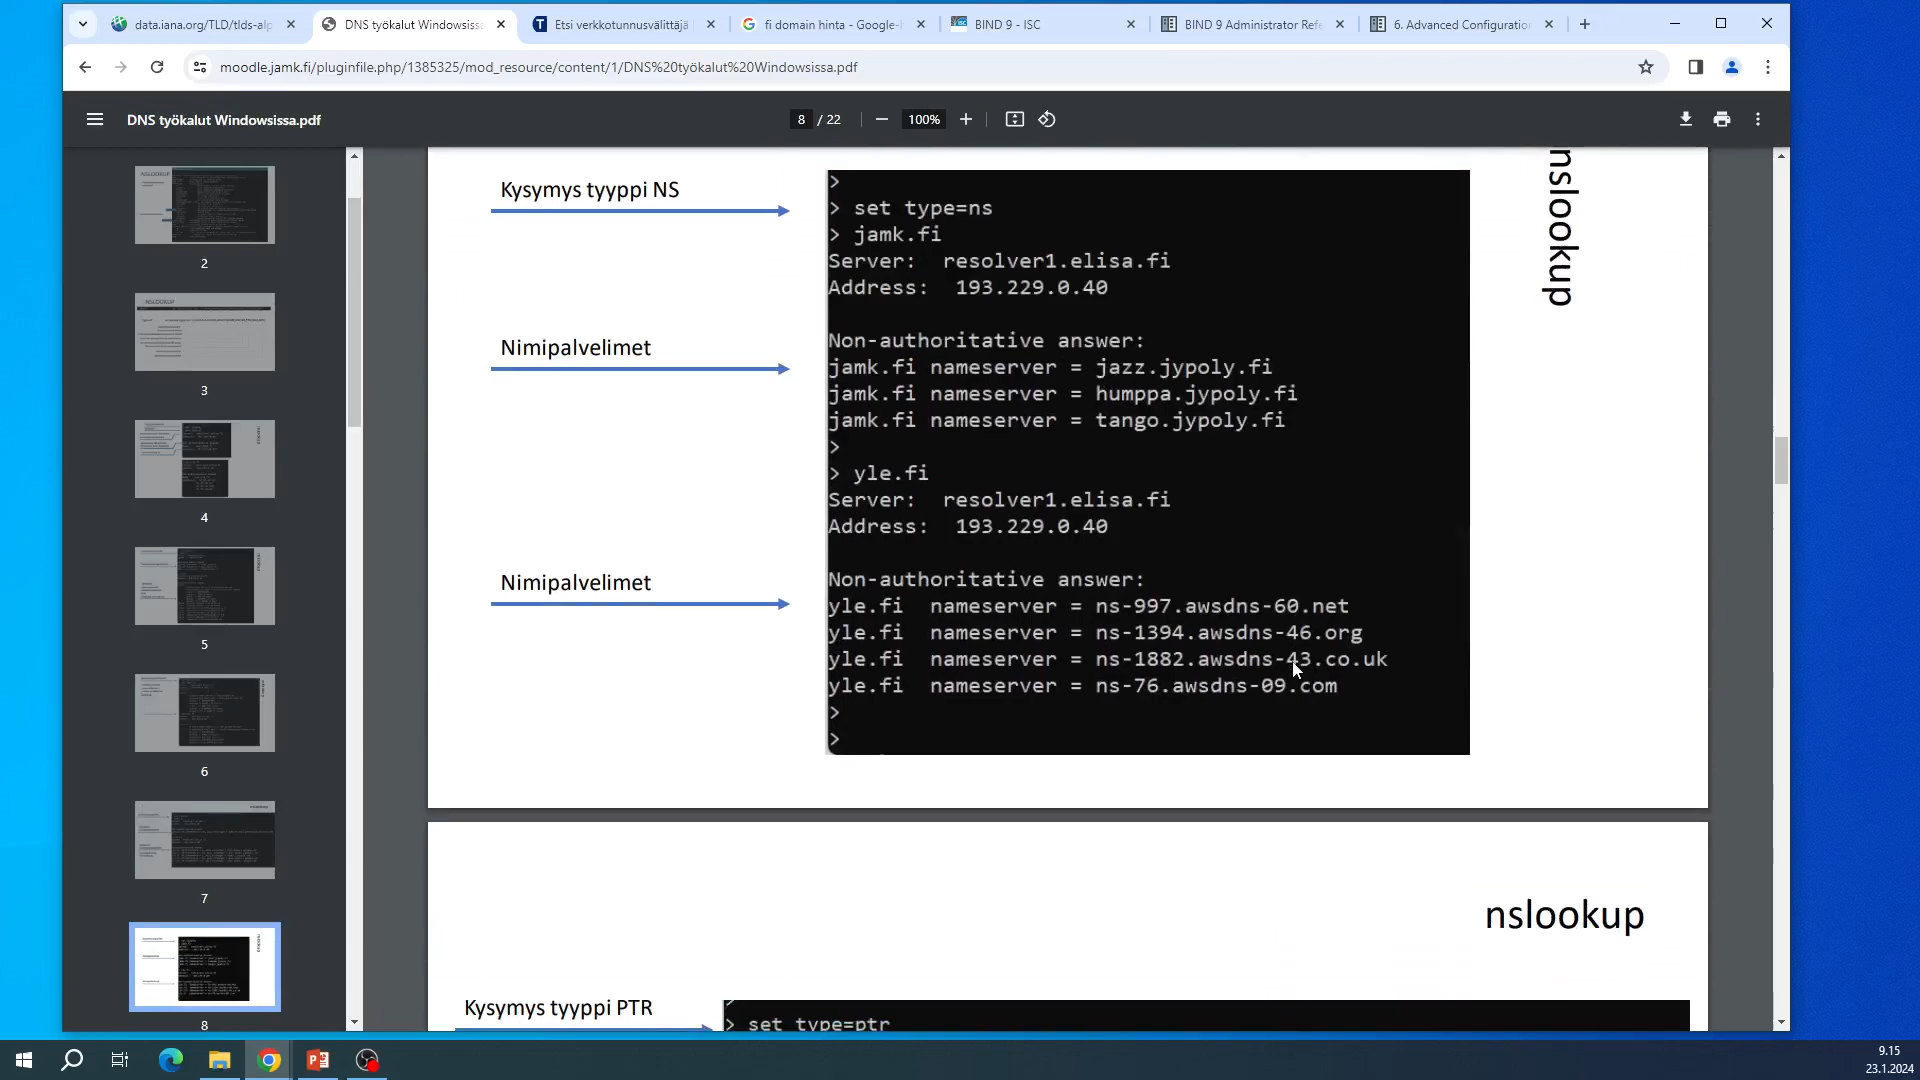 data.iana.org/TLD/tlds-alp
DNS työkalut Windowsissa.
Etsi verkkotunnusvälittäjä
fi domain hinta - Google-
BIND 9 - ISC
BIND 9 Administrator Refe
6. Advanced Configuration
moodle.jamk.fi/pluginfile.php/1385325/mod_resource/content/1/DNS%20työkalut%20Windowsissa.pdf
DNS työkalut Windowsissa.pdf
8 / 22
100%
2
3
4
5
6
7
8
Kysymys tyyppi NS
Nimipalvelimet
Nimipalvelimet
>
> set type=ns
> jamk.fi
Server: resolver1.elisa.fi
Address: 193.229.0.40
Non-authoritative answer:
jamk.fi nameserver = jazz.jypoly.fi
jamk.fi nameserver = humppa.jypoly.fi
jamk.fi nameserver = tango.jypoly.fi
>
> yle.fi
Server: resolver1.elisa.fi
Address: 193.229.0.40
Non-authoritative answer:
yle.fi nameserver = ns-997.awsdns-60.net
yle.fi nameserver = ns-1394.awsdns-46.org
yle.fi nameserver = ns-1882.awsdns-43.co.uk
yle.fi nameserver = ns-76.awsdns-09.com
>
>
nslookup
nslookup
Kysymys tyyppi PTR
> set type=ptr
9.15
23.1.2024